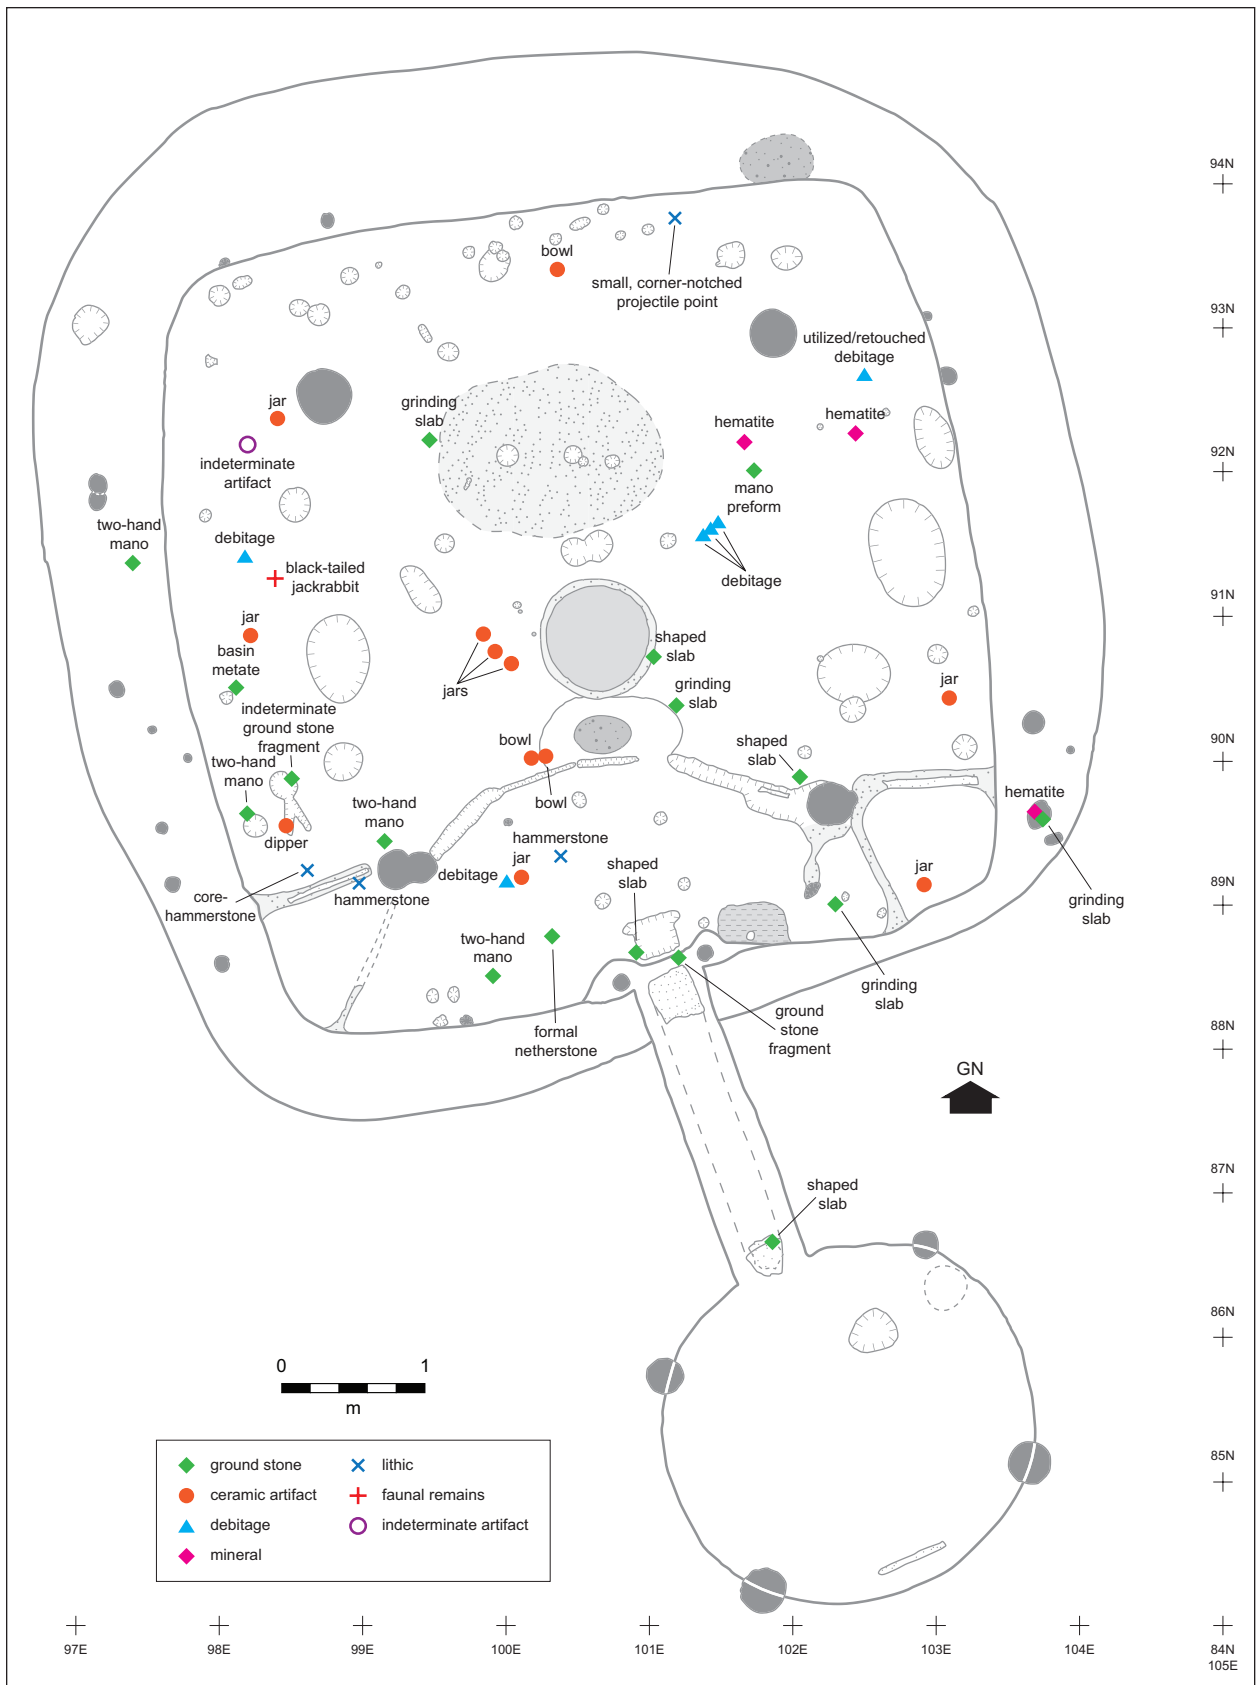 94N
bowl
small, corner-notched
projectile point
93N
utilized/retouched
debitage
jar
grinding
slab
hematite
hematite
indeterminate
artifact
92N
mano
preform
two-hand
mano
debitage
debitage
black-tailed
jackrabbit
91N
jar
basin
metate
shaped
slab
jars
grinding
slab
jar
indeterminate
ground stone
fragment
bowl
shaped
slab
90N
two-hand
mano
bowl
hematite
two-hand
mano
dipper
hammerstone
jar
shaped
slab
debitage
jar
89N
core-
hammerstone
hammerstone
grinding
slab
two-hand
mano
grinding
slab
formal
netherstone
ground
stone
fragment
88N
GN
87N
shaped
slab
86N
0 1
m
85N
ground stone
ceramic artifact
debitage
mineral
lithic
faunal remains
indeterminate artifact
97E 98E 99E 100E 101E 102E 103E 104E 84N
105E